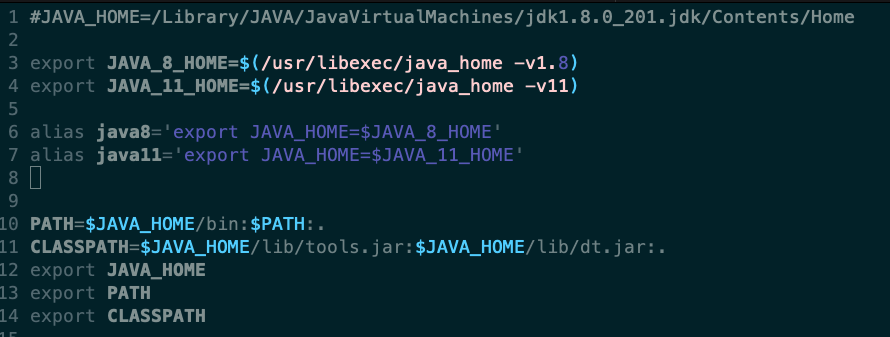 1 #JAVA_HOME=/Library/JAVA/JavaVirtualMachines/jdk1.8.0_201.jdk/Contents/Home
2
3 export JAVA_8_HOME=$(/usr/libexec/java_home -v1.8)
4 export JAVA_11_HOME=$(/usr/libexec/java_home -v11)
5
6 alias java8='export JAVA_HOME=$JAVA_8_HOME'
7 alias java11='export JAVA_HOME=$JAVA_11_HOME'
8
9
10 PATH=$JAVA_HOME/bin:$PATH:.
11 CLASSPATH=$JAVA_HOME/lib/tools.jar:$JAVA_HOME/lib/dt.jar:.
12 export JAVA_HOME
13 export PATH
14 export CLASSPATH
15